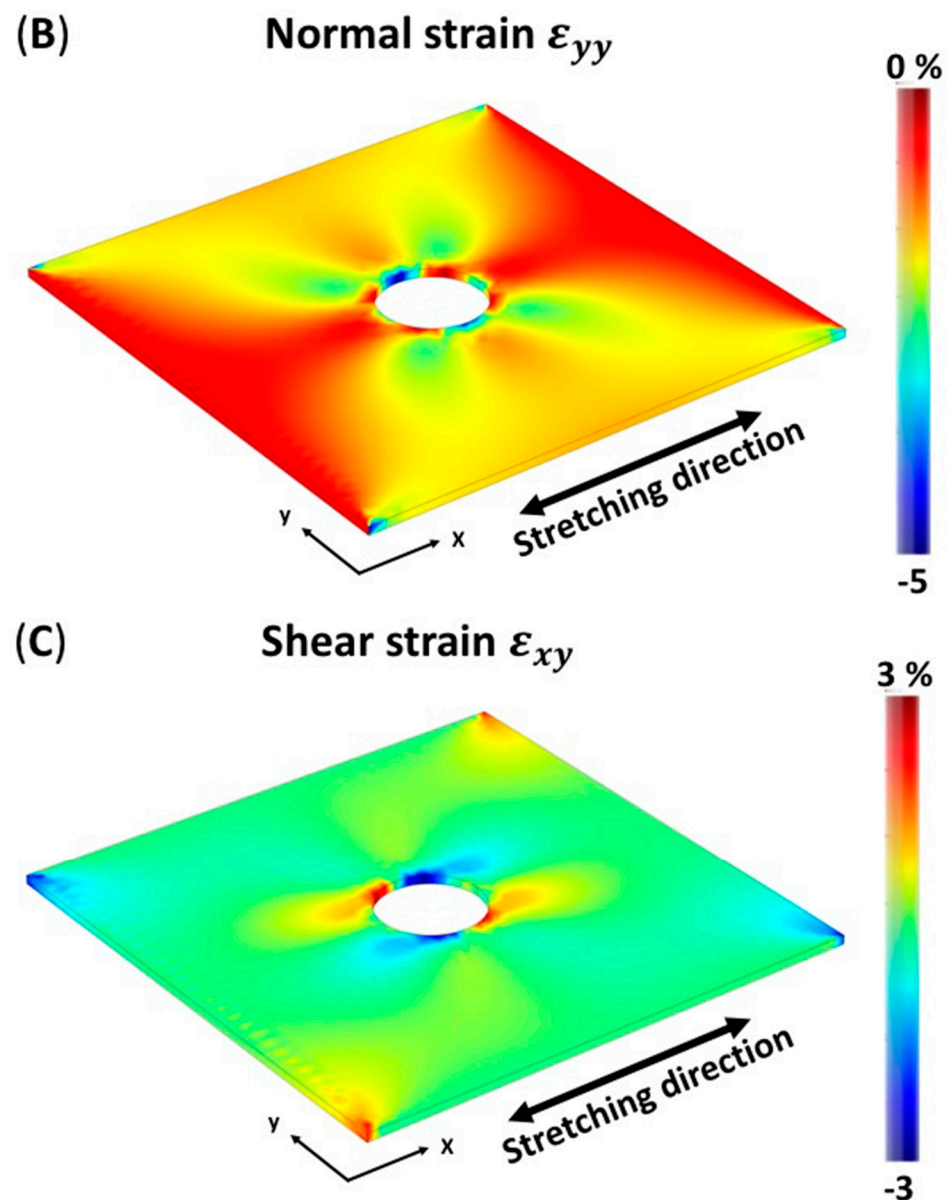 (B) Normal strain εyy
0 %
Stretching direction
y
X
-5
(C) Shear strain εxy
3 %
Stretching direction
y
X
-3